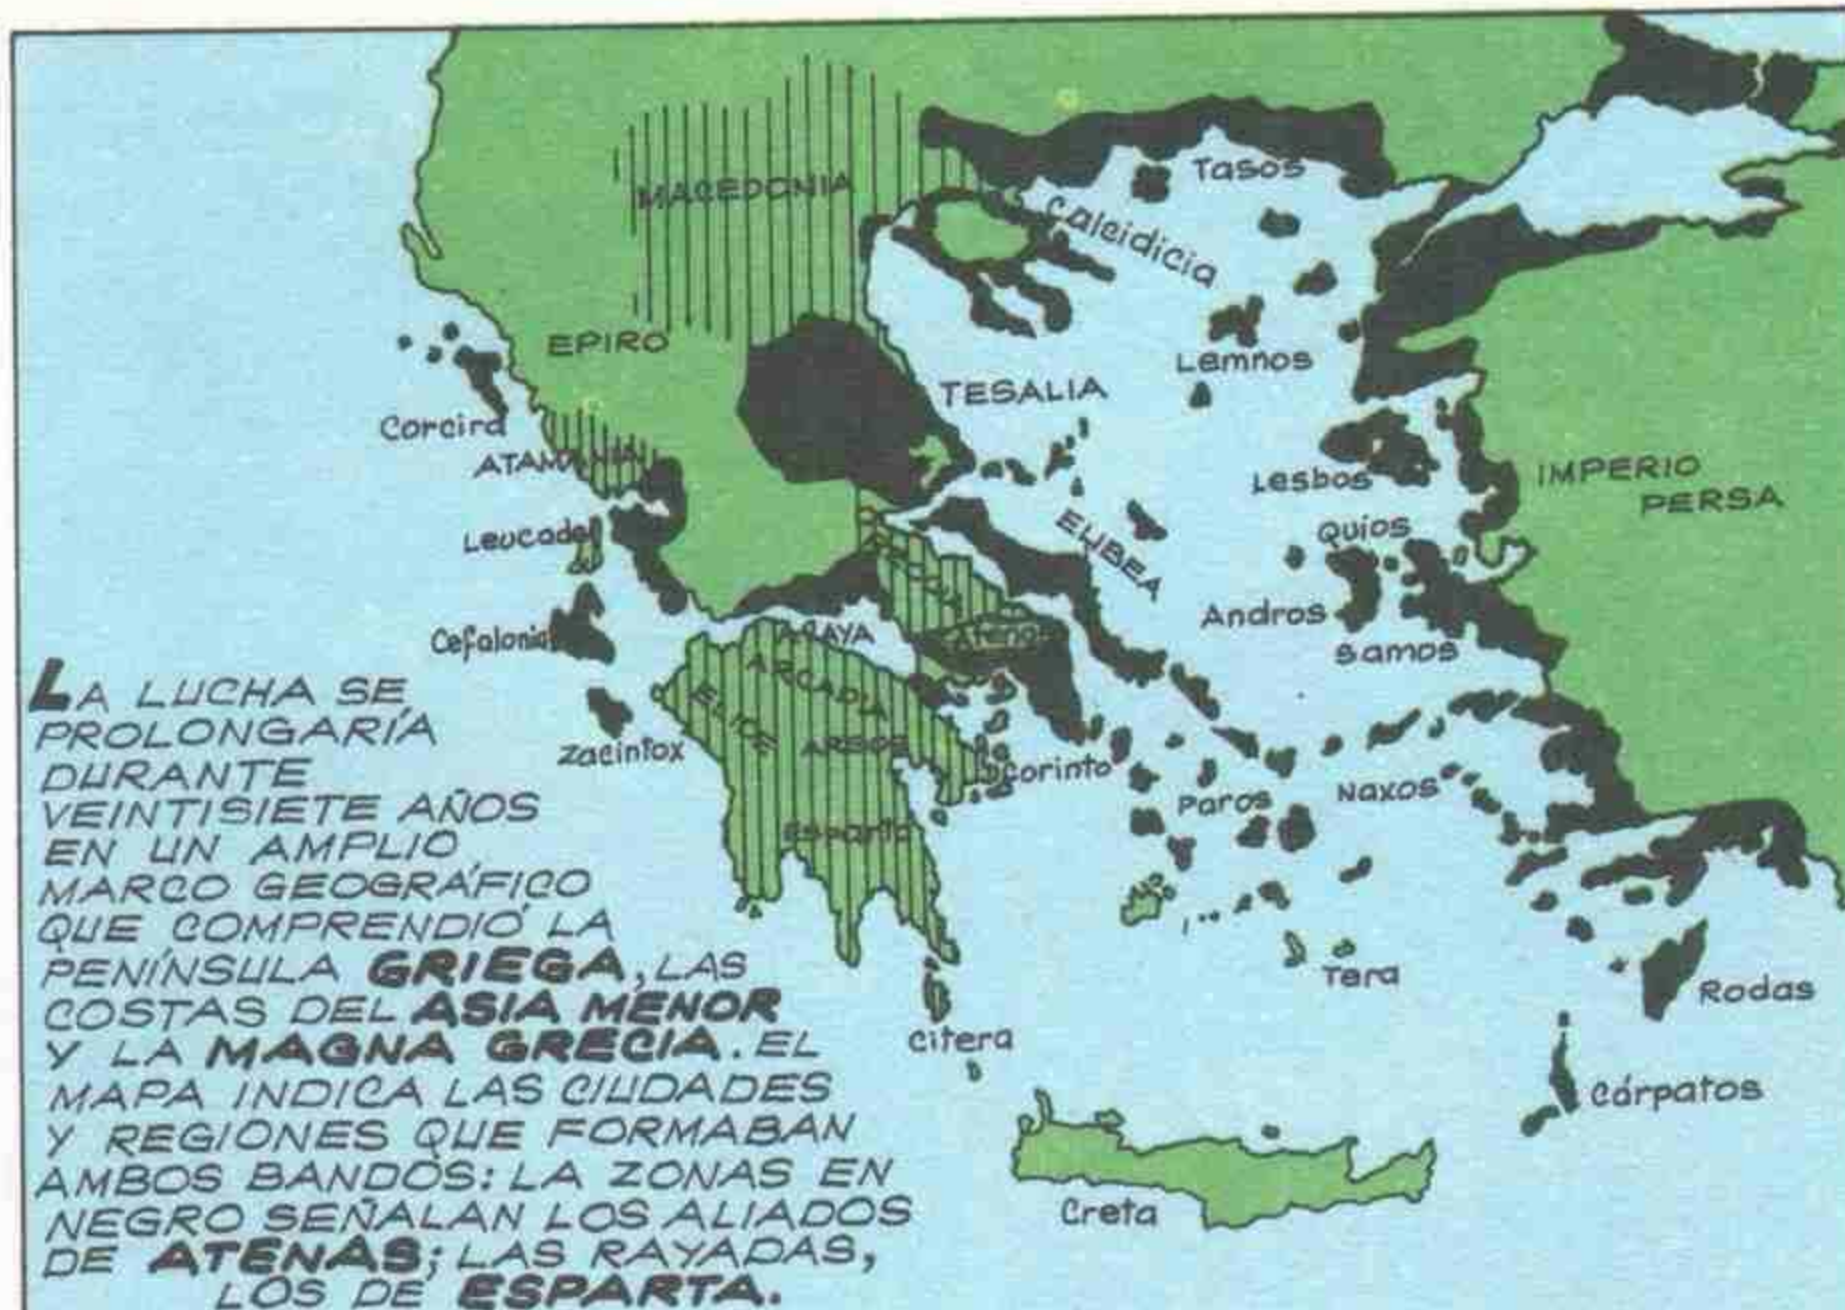 MACEDONIA
Tasos
Calcidicia
EPIRO
Lemnos
TESALIA
Corcira
Lesbos
IMPERIO
PERSA
Leucade
EUBEA
Quios
Andros
Cefalonia
ACAYA
Atenas
Samos
ARCADIA
ELIDE
Zacintox
Corinto
Paros
Naxos
Esparta
Tera
Rodas
Citera
Cárpatos
Creta
LA LUCHA SE
PROLONGARÍA
DURANTE
VEINTISIETE AÑOS
EN UN AMPLIO
MARCO GEOGRÁFICO
QUE COMPRENDIÓ LA
PENÍNSULA GRIEGA, LAS
COSTAS DEL ASIA MENOR
Y LA MAGNA GRECIA. EL
MAPA INDICA LAS CIUDADES
Y REGIONES QUE FORMABAN
AMBOS BANDOS: LA ZONAS EN
NEGRO SEÑALAN LOS ALIADOS
DE ATENAS; LAS RAYADAS,
LOS DE ESPARTA.